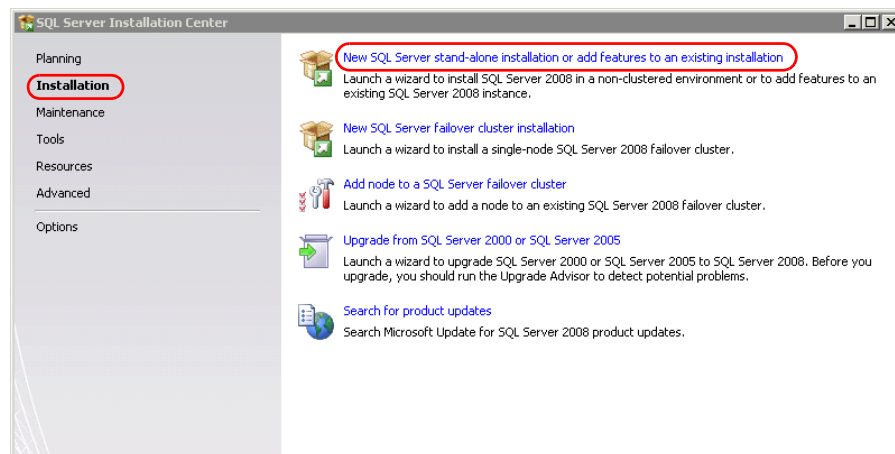 SQL Server Installation Center
Planning
Installation
Maintenance
Tools
Resources
Advanced
Options
New SQL Server stand-alone installation or add features to an existing installation
Launch a wizard to install SQL Server 2008 in a non-clustered environment or to add features to an
existing SQL Server 2008 instance.
New SQL Server failover cluster installation
Launch a wizard to install a single-node SQL Server 2008 failover cluster.
Add node to a SQL Server failover cluster
Launch a wizard to add a node to an existing SQL Server 2008 failover cluster.
Upgrade from SQL Server 2000 or SQL Server 2005
Launch a wizard to upgrade SQL Server 2000 or SQL Server 2005 to SQL Server 2008. Before you
upgrade, you should run the Upgrade Advisor to detect potential problems.
Search for product updates
Search Microsoft Update for SQL Server 2008 product updates.